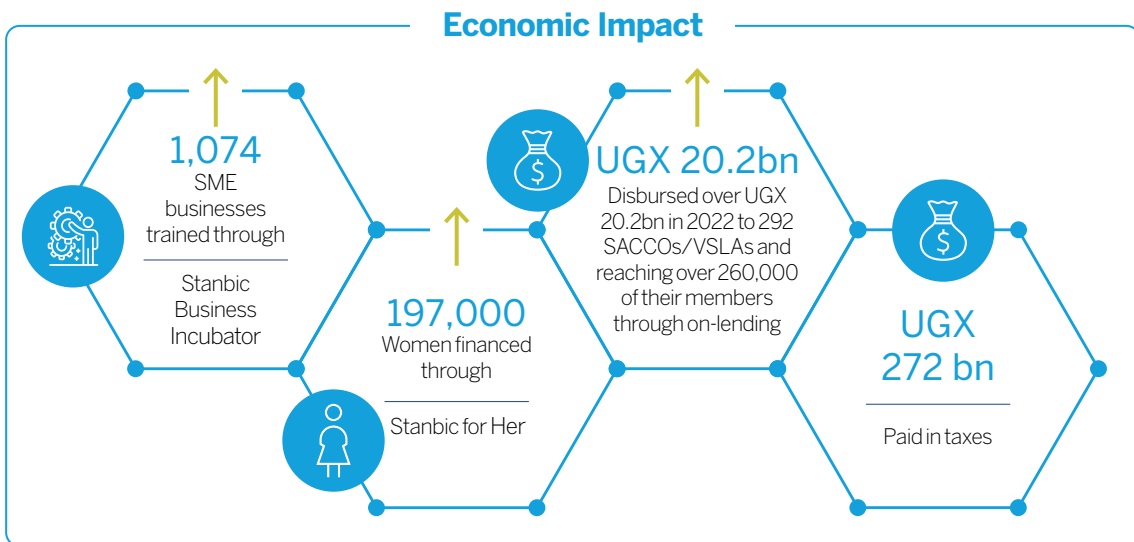 Economic Impact
1,074
SME
businesses
trained through
Stanbic
Business
Incubator
197,000
Women financed
through
Stanbic for Her
UGX 20.2bn
Disbursed over UGX
20.2bn in 2022 to 292
SACCOs/VSLAs and
reaching over 260,000
of their members
through on-lending
UGX
272 bn
Paid in taxes